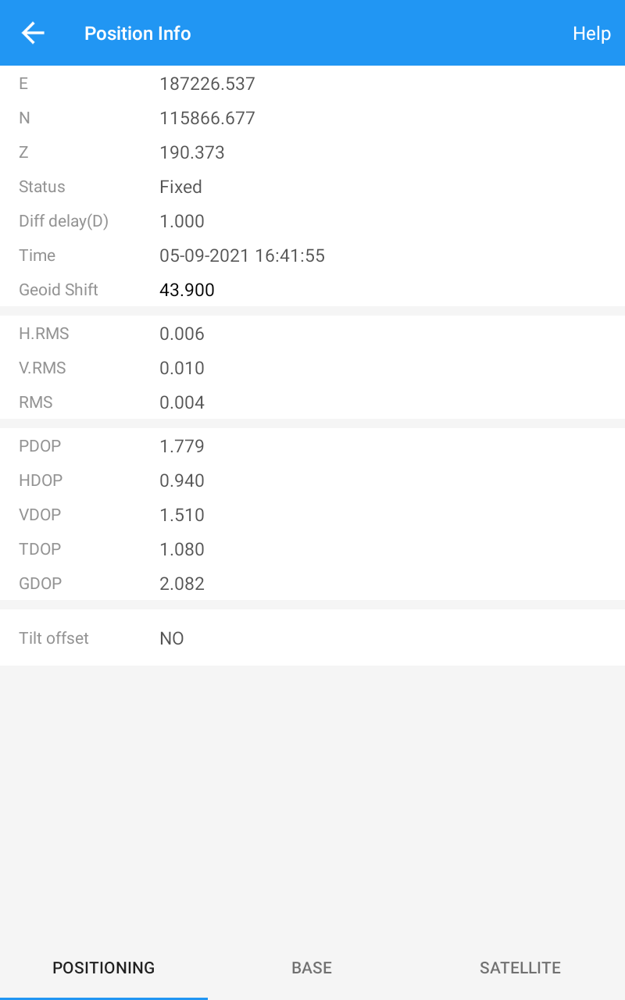 Position Info Help
E 187226.537
N 115866.677
Z 190.373
Status Fixed
Diff delay(D) 1.000
Time 05-09-2021 16:41:55
Geoid Shift 43.900
H.RMS 0.006
V.RMS 0.010
RMS 0.004
PDOP 1.779
HDOP 0.940
VDOP 1.510
TDOP 1.080
GDOP 2.082
Tilt offset NO
POSITIONING BASE SATELLITE